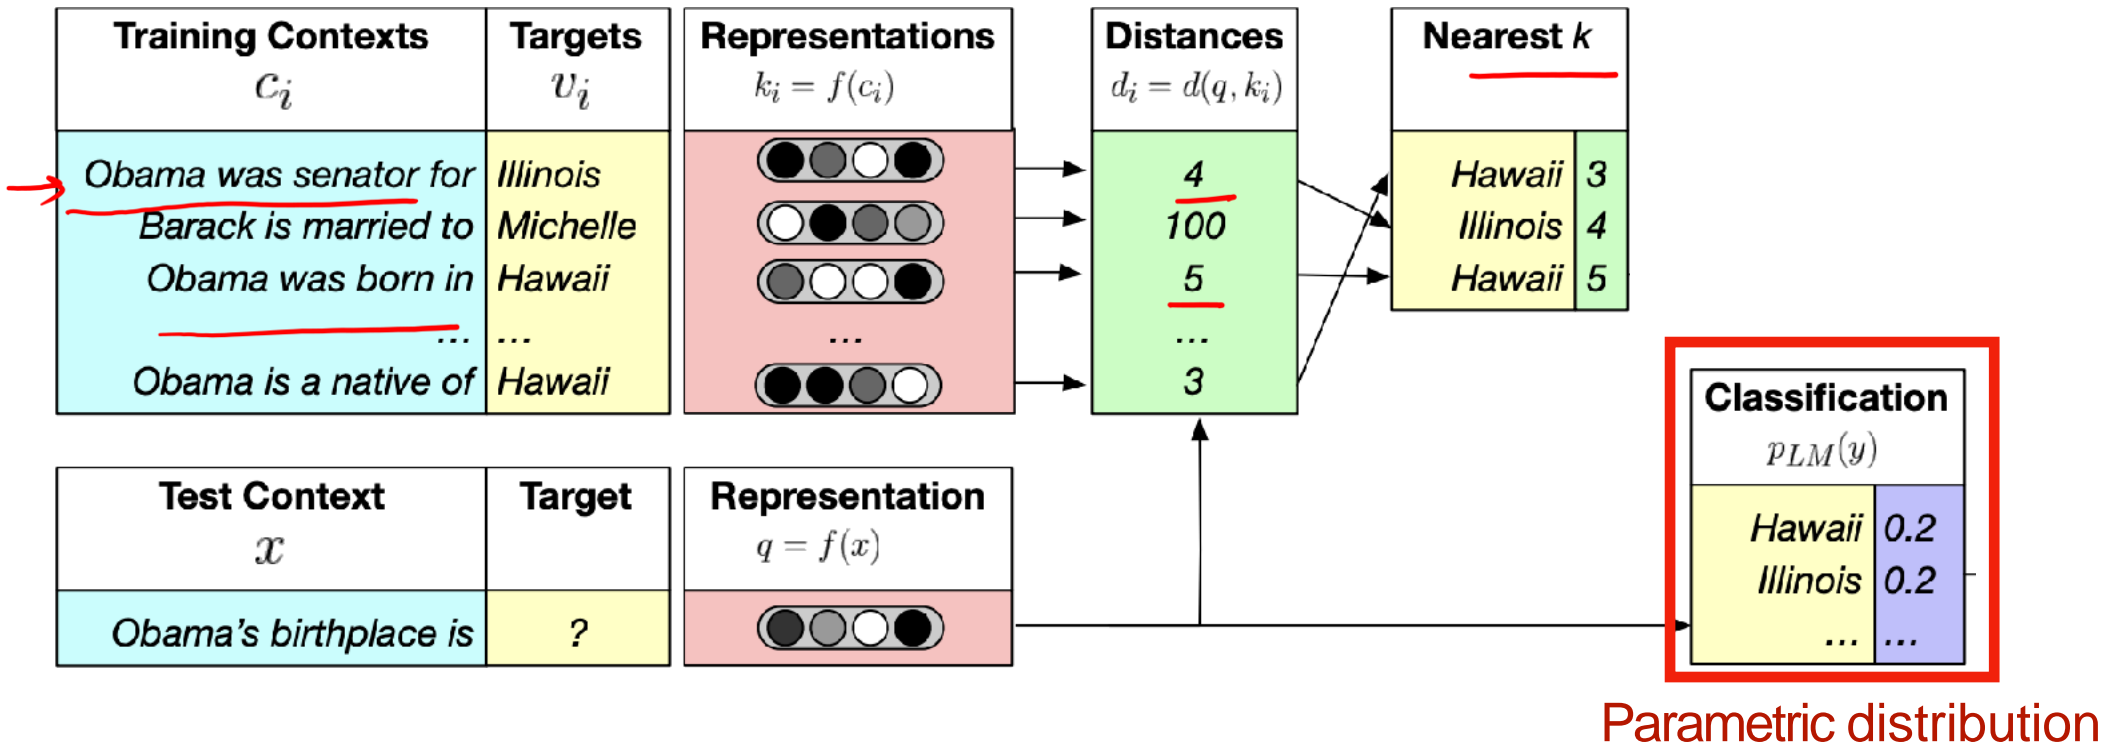 Training Contexts
c_i
Targets
v_i
Representations
k_i = f(c_i)
Distances
d_i = d(q, k_i)
Nearest k
Obama was senator for Illinois
Barack is married to Michelle
Obama was born in Hawaii
... ...
Obama is a native of Hawaii
...
4
100
5
...
3
Hawaii 3
Illinois 4
Hawaii 5
Test Context
x
Target
Representation
q = f(x)
Obama's birthplace is ?
Classification
p_{LM}(y)
Hawaii 0.2
Illinois 0.2
... ...
Parametric distribution